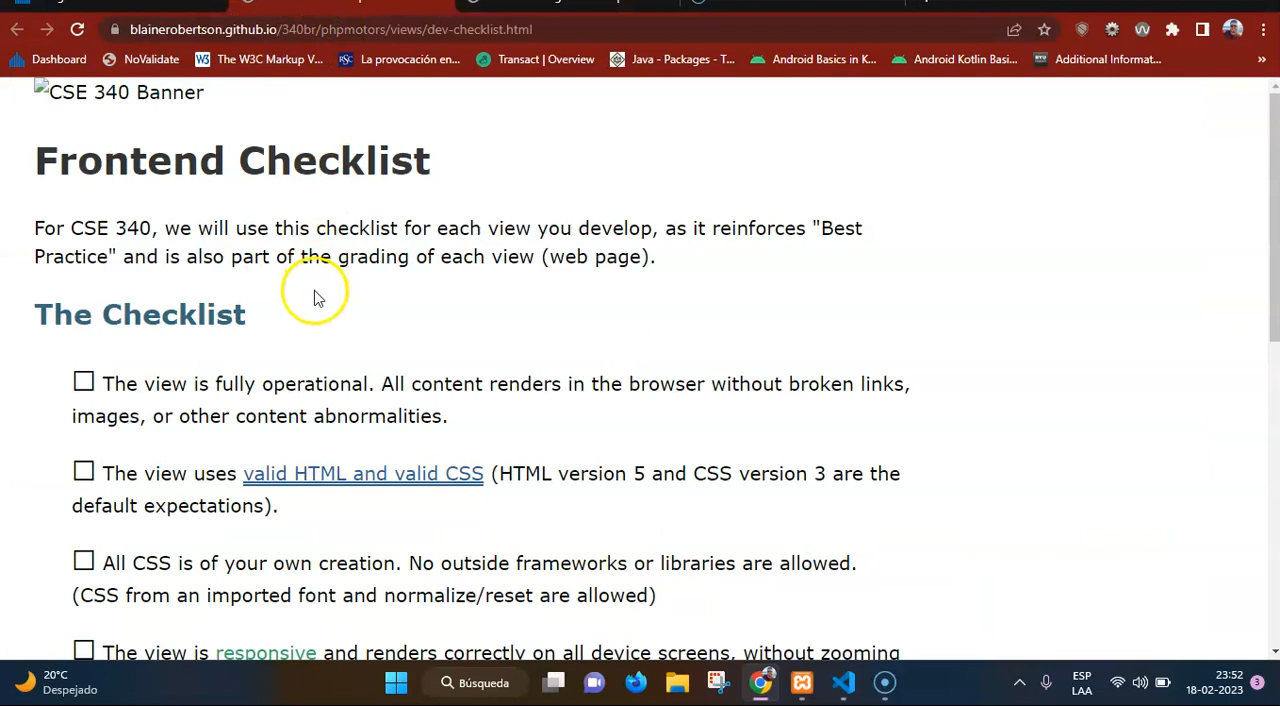 blainerobertson.github.io/340br/phpmotors/views/dev-checklist.html
Dashboard NoValidate The W3C Markup V... La provocación en... Transact | Overview Java - Packages - T... Android Basics in K... Android Kotlin Basi... Additional Informat... »
CSE 340 Banner
Frontend Checklist
For CSE 340, we will use this checklist for each view you develop, as it reinforces "Best
Practice" and is also part of the grading of each view (web page).
The Checklist
The view is fully operational. All content renders in the browser without broken links,
images, or other content abnormalities.
The view uses valid HTML and valid CSS (HTML version 5 and CSS version 3 are the
default expectations).
All CSS is of your own creation. No outside frameworks or libraries are allowed.
(CSS from an imported font and normalize/reset are allowed)
The view is responsive and renders correctly on all device screens, without zooming
20°C
Despejado
Búsqueda
ESP
LAA
23:52
18-02-2023
3